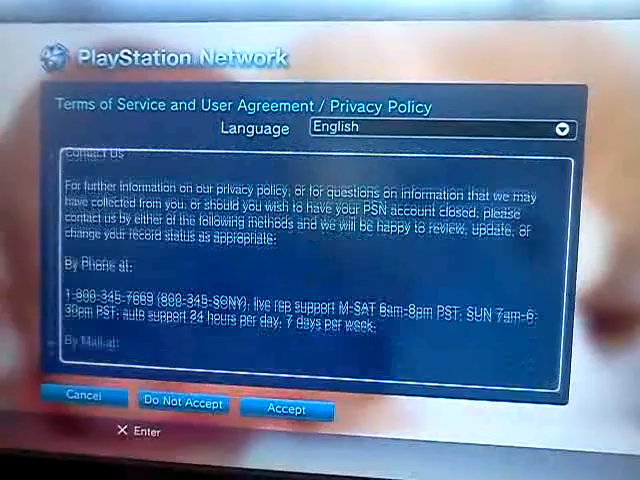 PlayStation Network
Terms of Service and User Agreement / Privacy Policy
Language English
Contact Us
For further information on our privacy policy, or for questions on information that we may
have collected from you, or should you wish to have your PSN account closed, please
contact us by either of the following methods and we will be happy to review, update, or
change your record status as appropriate:
By Phone at:
1-800-345-7669 (800-345-SONY); live rep support M-SAT 6am-8pm PST; SUN 7am-6:
30pm PST; auto support 24 hours per day, 7 days per week;
By Mail at:
Cancel Do Not Accept Accept
X Enter